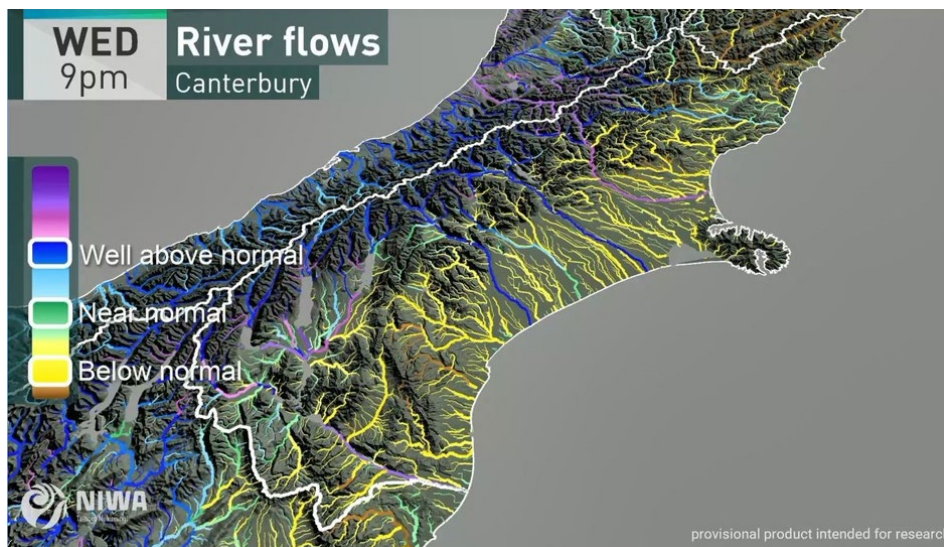 WED
9pm
River flows
Canterbury
Well above normal
Near normal
Below normal
NIWA
provisional product intended for research